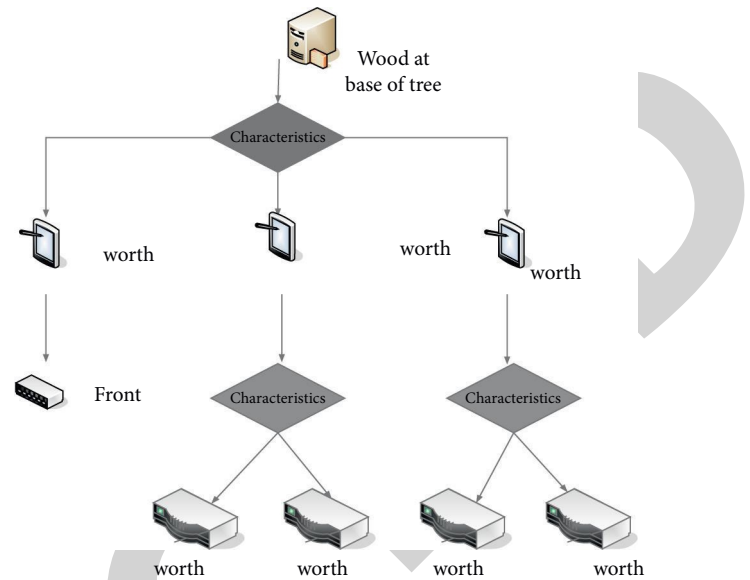 Wood at
base of tree
Characteristics
worth
worth
worth
Front
Characteristics
Characteristics
worth
worth
worth
worth